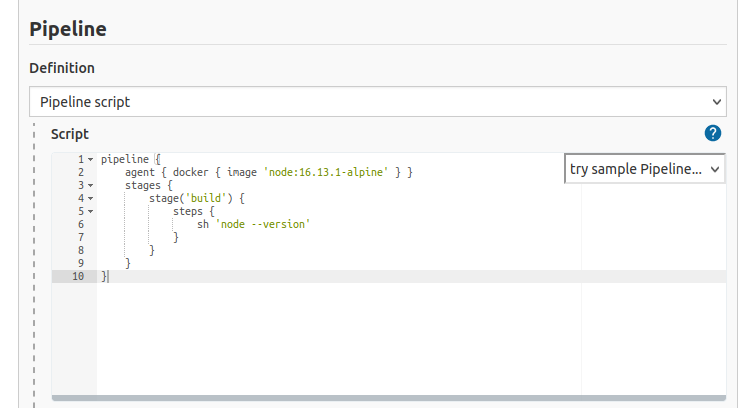 Pipeline
Definition
Pipeline script
Script
?
try sample Pipeline...
1 pipeline {
2     agent { docker { image 'node:16.13.1-alpine' } }
3     stages {
4         stage('build') {
5             steps {
6                 sh 'node --version'
7             }
8         }
9     }
10 }